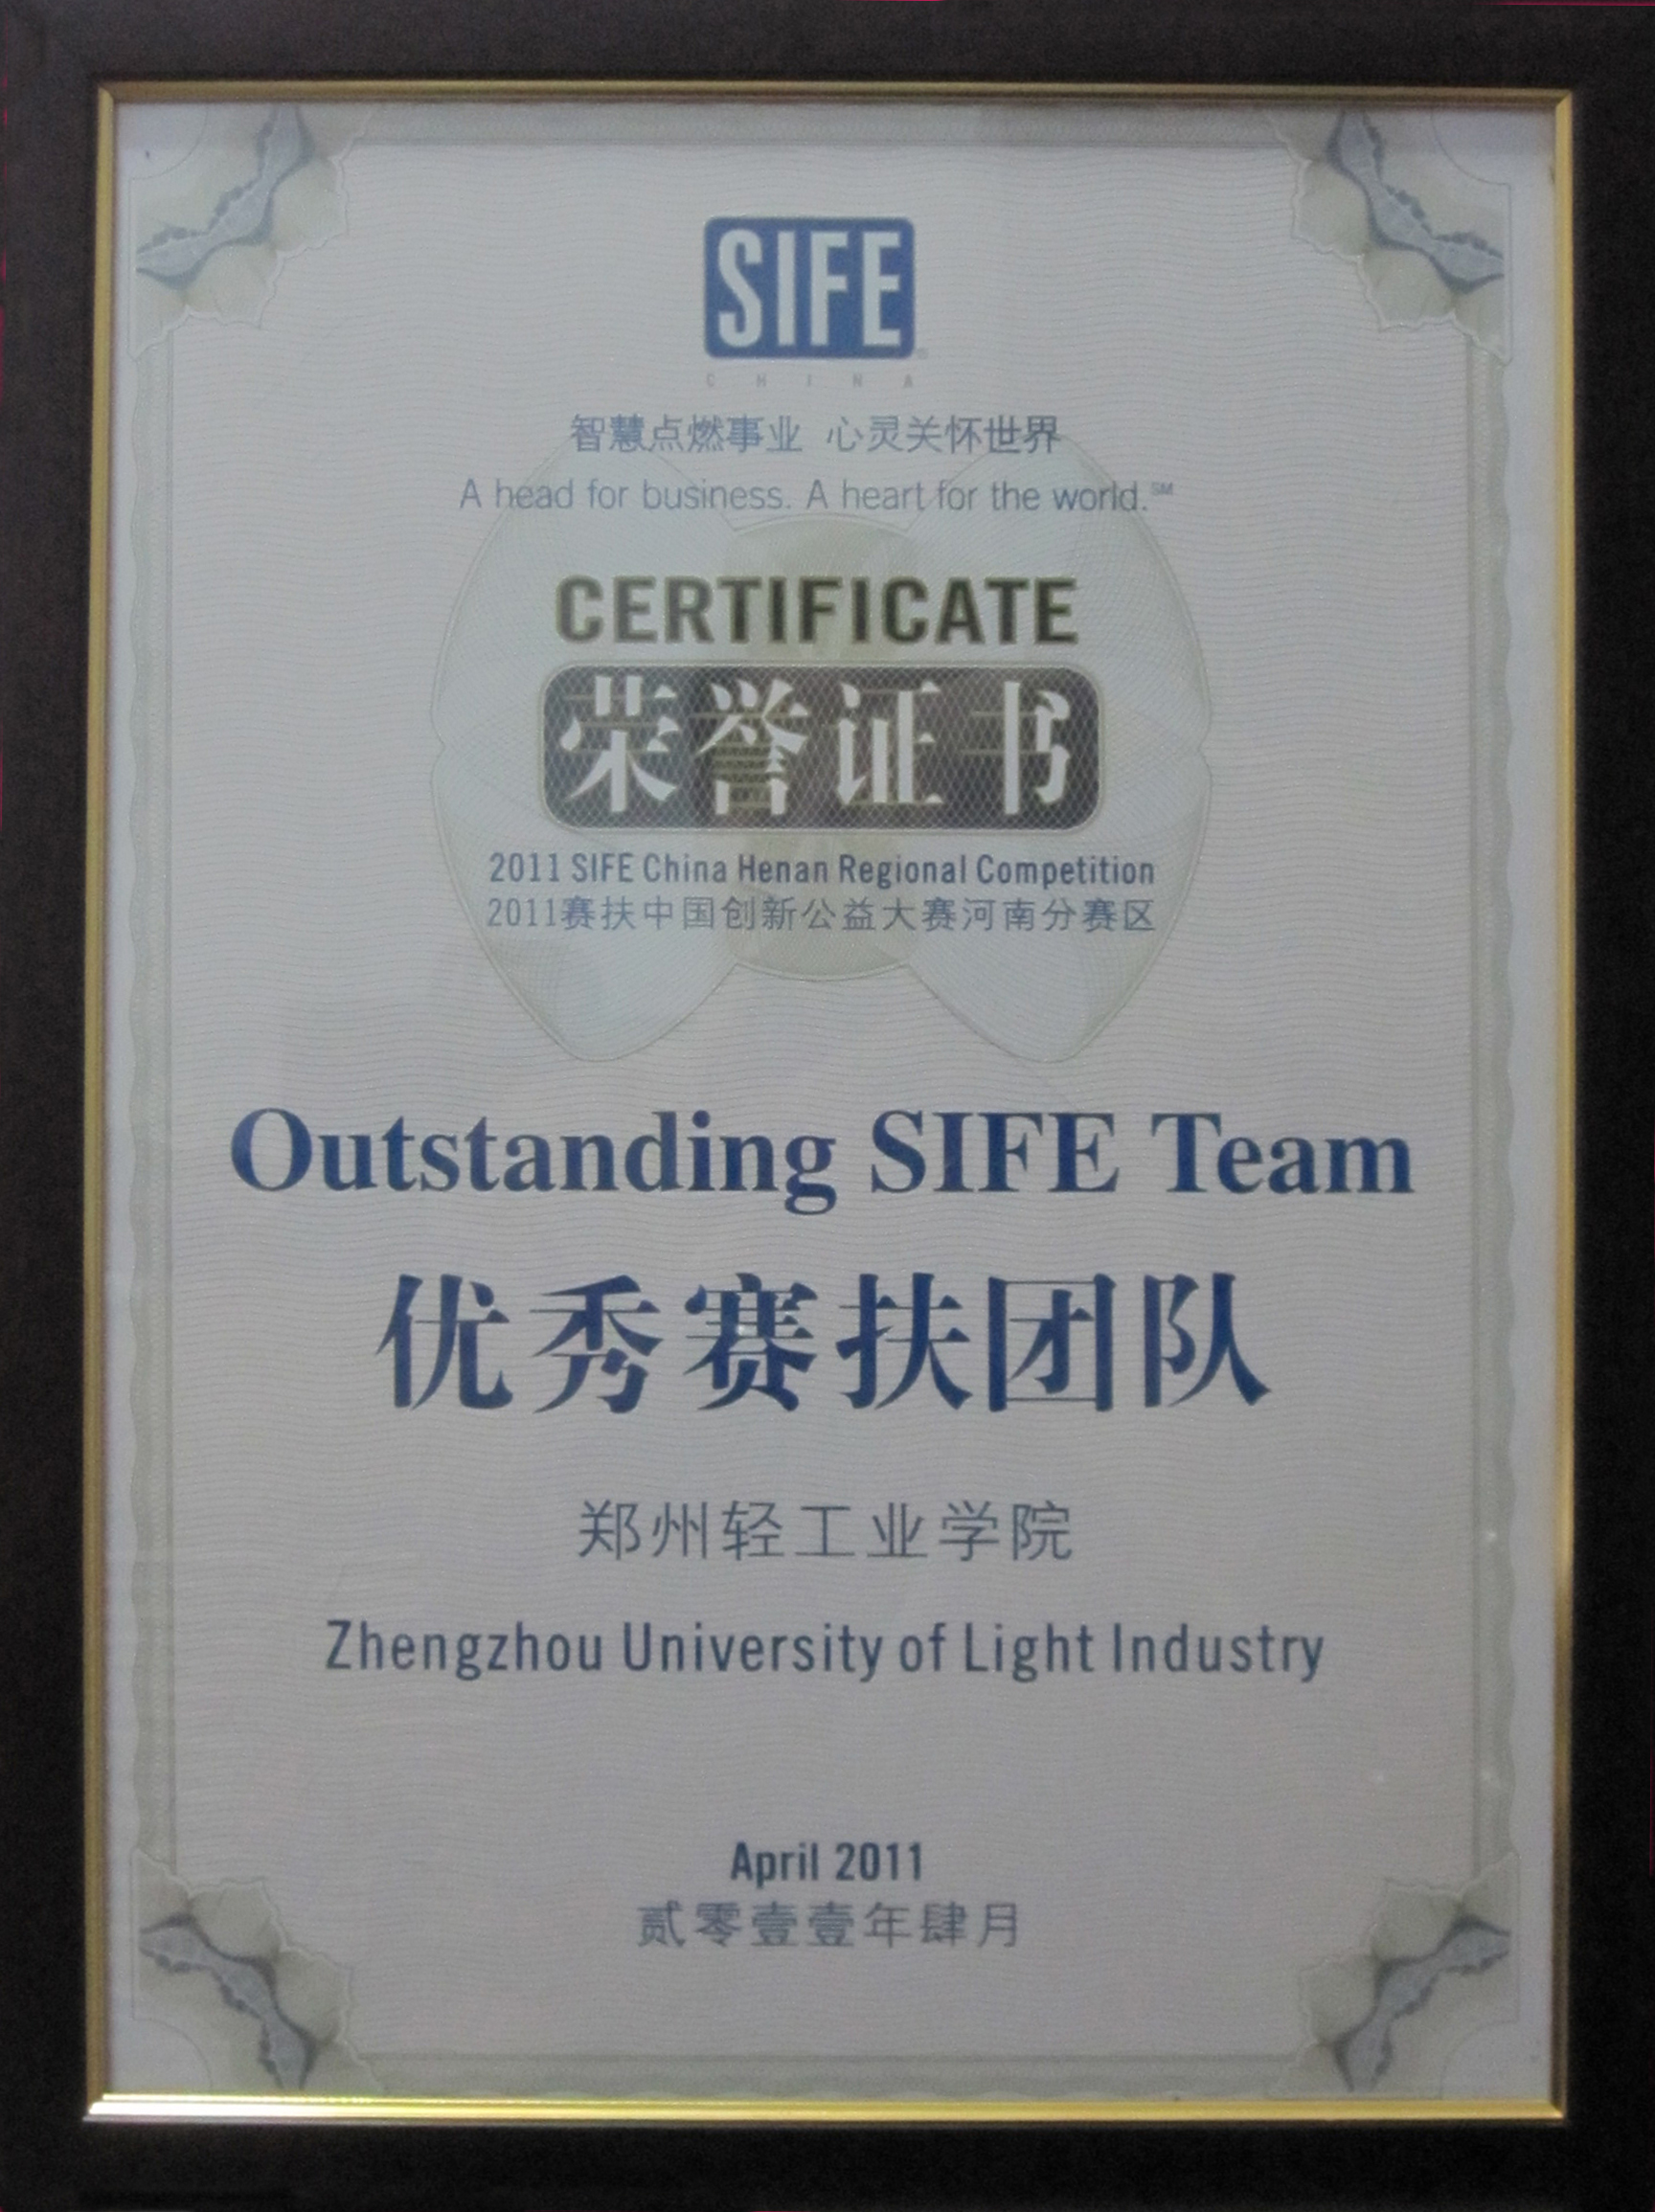 SIFE
CHINA
智慧点燃事业 心灵关怀世界
A head for business. A heart for the world.℠
CERTIFICATE
荣誉证书
2011 SIFE China Henan Regional Competition
2011赛扶中国创新公益大赛河南分赛区
Outstanding SIFE Team
优秀赛扶团队
郑州轻工业学院
Zhengzhou University of Light Industry
April 2011
贰零壹壹年肆月